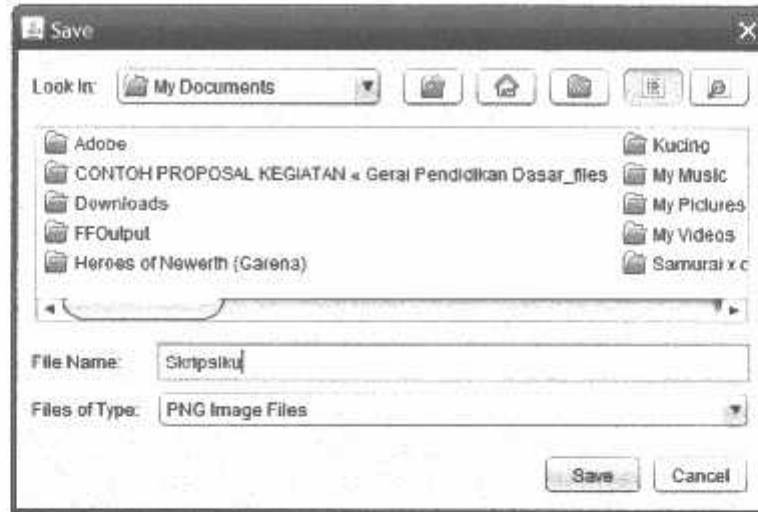 Save
Look In: My Documents
Adobe
CONTOH PROPOSAL KEGIATAN « Gerai Pendidikan Dasar_files
Downloads
FFOutput
Heroes of Newerth (Garena)
Kucing
My Music
My Pictures
My Videos
Samurai x c
File Name: Skripsiku
Files of Type: PNG Image Files
Save Cancel